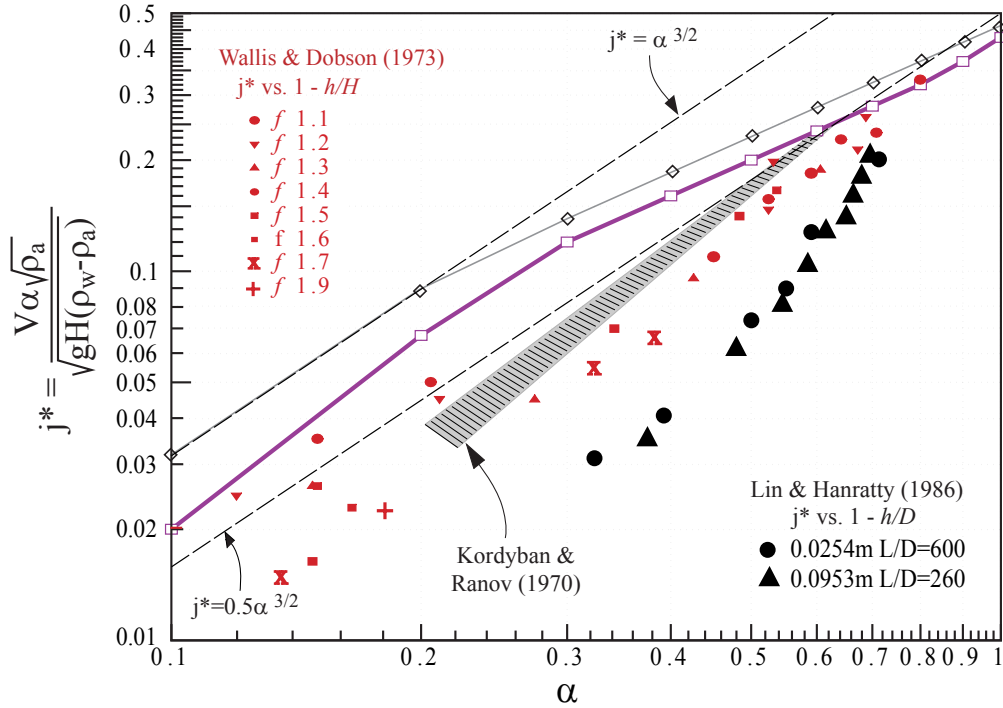 0.5
0.4
0.3
0.2
0.1
0.08
0.07
0.06
0.05
0.04
0.03
0.02
0.01
j* = Vα√ρa / √gH(ρw-ρa)
Wallis & Dobson (1973)
j* vs. 1 - h/H
f 1.1
f 1.2
f 1.3
f 1.4
f 1.5
f 1.6
f 1.7
f 1.9
j* = α 3/2
j*=0.5α 3/2
Kordyban &
Ranov (1970)
Lin & Hanratty (1986)
j* vs. 1 - h/D
0.0254m L/D=600
0.0953m L/D=260
0.1 0.2 0.3 0.4 0.5 0.6 0.7 0.8 0.9 1
α